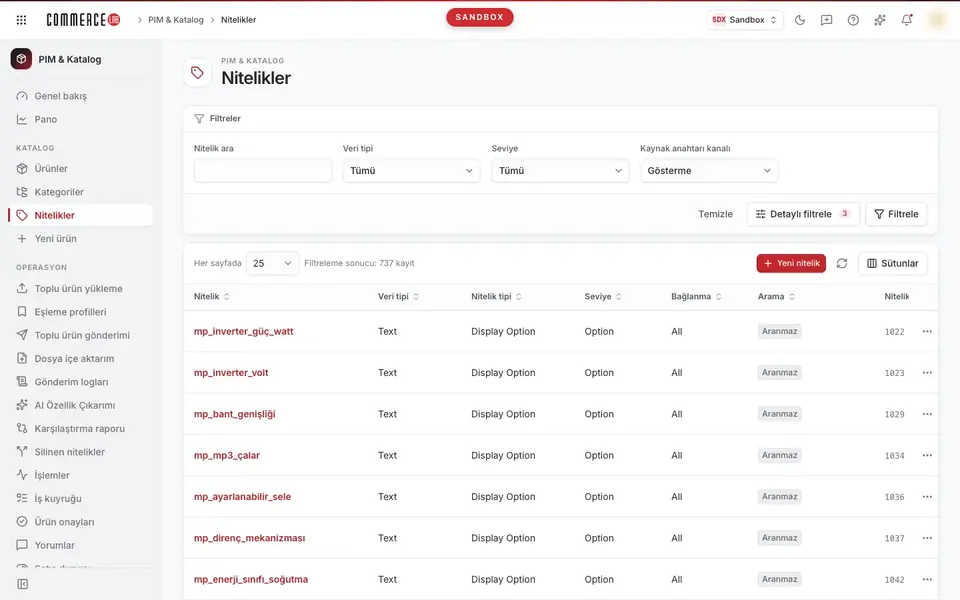 COMMERCE LAB
PIM & Katalog
Nitelikler
SANDBOX
SDX Sandbox
PIM & Katalog
Genel bakış
Pano
KATALOG
Ürünler
Kategoriler
Nitelikler
Yeni ürün
OPERASYON
Toplu ürün yükleme
Eşleme profilleri
Toplu ürün gönderimi
Dosya içe aktarım
Gönderim logları
AI Özellik Çıkarımı
Karşılaştırma raporu
Silinen nitelikler
İşlemler
İş kuyruğu
Ürün onayları
Yorumlar
PIM & KATALOG
Nitelikler
Filtreler
Nitelik ara
Veri tipi
Seviye
Kaynak anahtarı kanalı
Tümü
Tümü
Gösterme
Temizle
Detaylı filtrele 3
Filtrele
Her sayfada 25 Filtreleme sonucu: 737 kayıt
+ Yeni nitelik
Sütunlar
Nitelik Veri tipi Nitelik tipi Seviye Bağlanma Arama Nitelik
mp_inverter_güç_watt Text Display Option Option All Aranmaz 1022
mp_inverter_volt Text Display Option Option All Aranmaz 1023
mp_bant_genişliği Text Display Option Option All Aranmaz 1029
mp_mp3_çalar Text Display Option Option All Aranmaz 1034
mp_ayarlanabilir_sele Text Display Option Option All Aranmaz 1036
mp_direnç_mekanizması Text Display Option Option All Aranmaz 1037
mp_enerji_sınıfı_soğutma Text Display Option Option All Aranmaz 1042